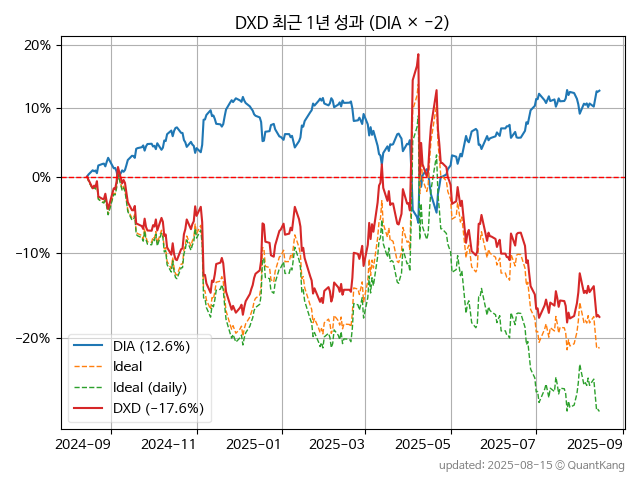 DXD 최근 1년 성과 (DIA × −2)
20%
10%
0%
−10%
−20%
DIA (12.6%)
Ideal
Ideal (daily)
DXD (−17.6%)
2024-09 2024-11 2025-01 2025-03 2025-05 2025-07 2025-09
updated: 2025-08-15 ⓒ QuantKang